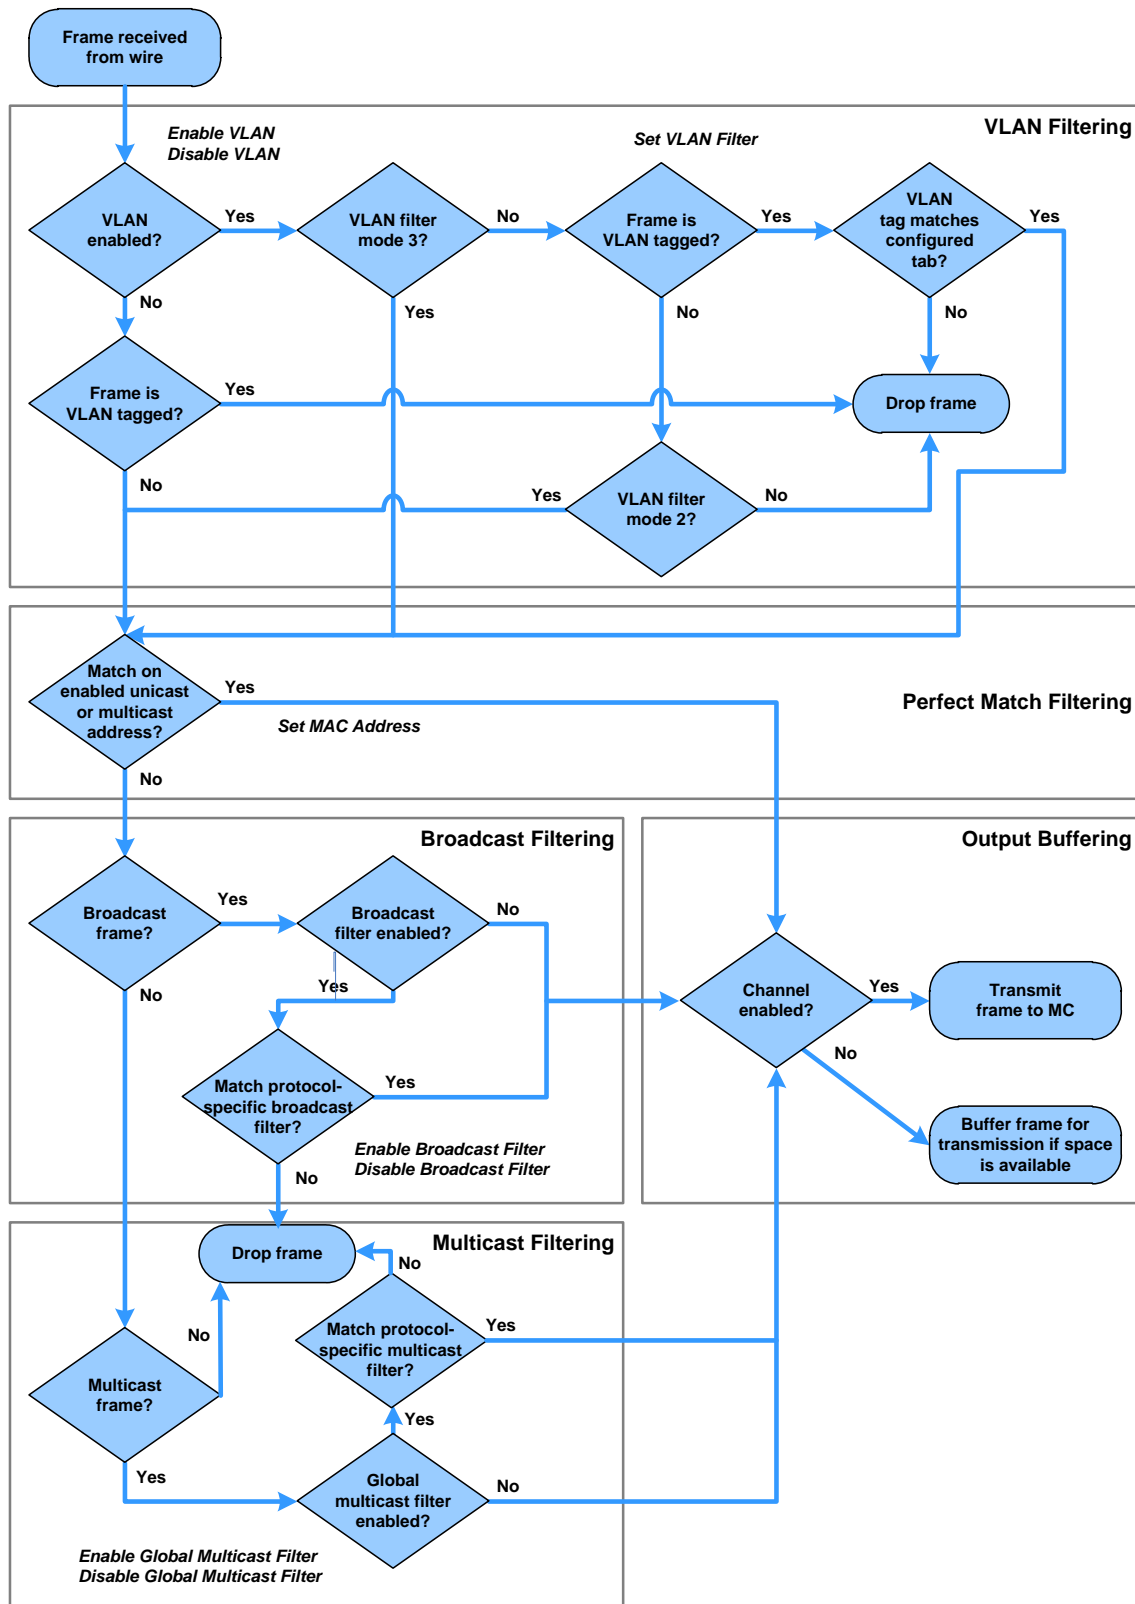 Frame received
from wire
VLAN Filtering
Enable VLAN
Disable VLAN
Set VLAN Filter
VLAN
enabled?
Yes
VLAN filter
mode 3?
No
Frame is
VLAN tagged?
Yes
VLAN
tag matches
configured
tab?
Yes
No
Yes
No
No
Frame is
VLAN tagged?
Yes
Drop frame
No
Yes
VLAN filter
mode 2?
No
Match on
enabled unicast
or multicast
address?
Yes
Set MAC Address
Perfect Match Filtering
No
Broadcast Filtering
Output Buffering
Broadcast
frame?
Yes
Broadcast
filter enabled?
No
No
Yes
Channel
enabled?
Yes
Transmit
frame to MC
No
Match protocol-
specific broadcast
filter?
Yes
Enable Broadcast Filter
Disable Broadcast Filter
No
Buffer frame for
transmission if space
is available
Multicast Filtering
Drop frame
No
Match protocol-
specific multicast
filter?
Yes
No
Multicast
frame?
Yes
Yes
Global
multicast filter
enabled?
No
Enable Global Multicast Filter
Disable Global Multicast Filter